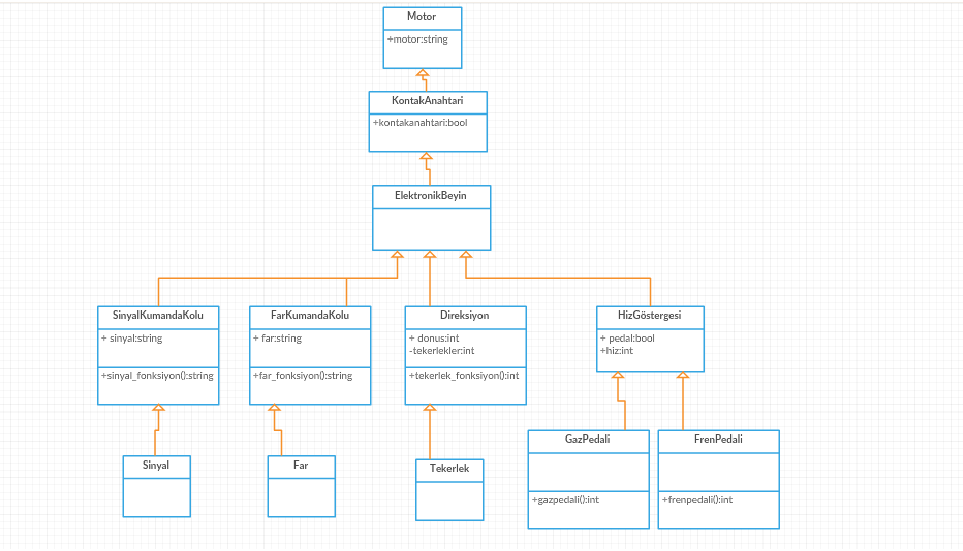 Motor
+motor:string
KontakAnahtari
+kontakanahtari:bool
ElektronikBeyin
SinyalKumandaKolu
+ sinyal:string
+sinyal_fonksiyon():string
FarKumandaKolu
+ far:string
+far_fonksiyon():string
Direksiyon
+ donus:int
-tekerlekler:int
+tekerlek_fonksiyon():int
HizGöstergesi
+ pedal:bool
+hiz:int
Sinyal
Far
Tekerlek
GazPedali
+gazpedali():int
FrenPedali
+frenpedali():int